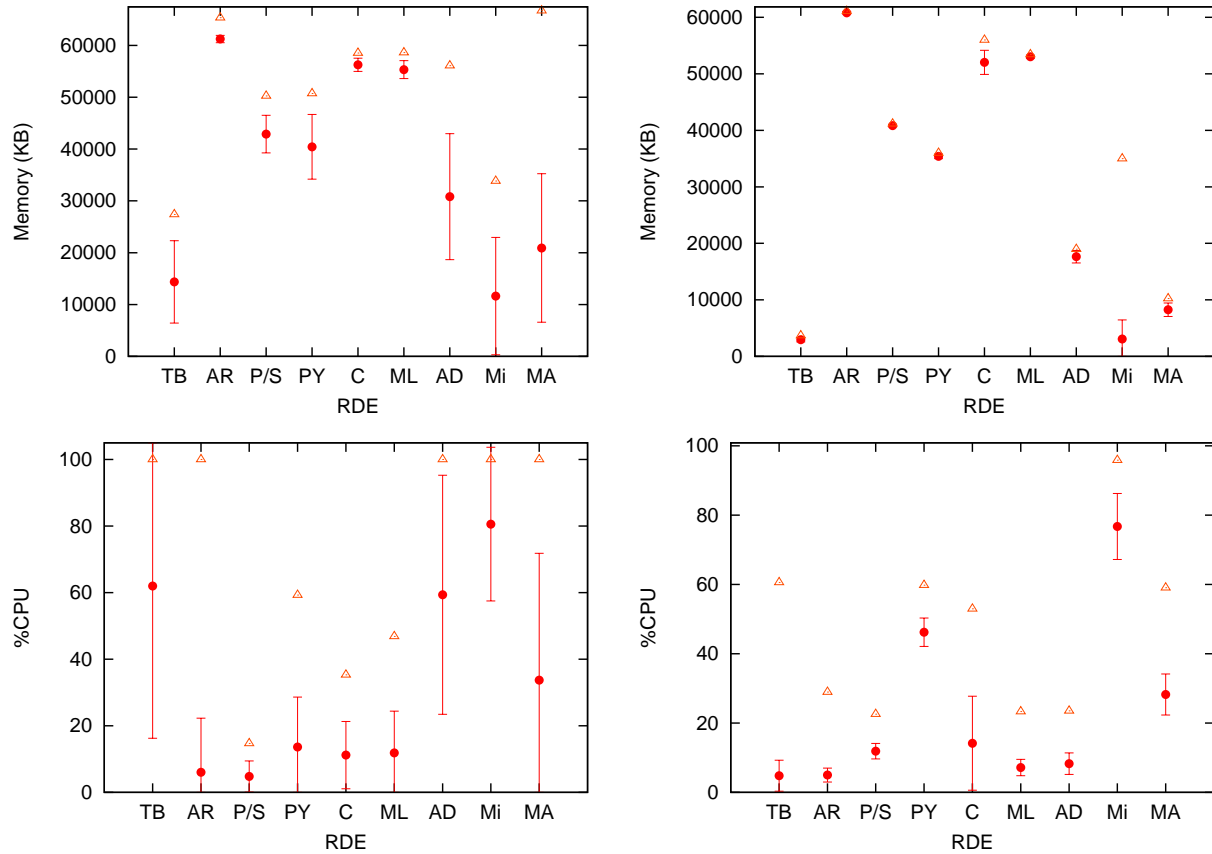 Memory (KB)
60000
50000
40000
30000
20000
10000
0
TB AR P/S PY C ML AD Mi MA
RDE
Memory (KB)
60000
50000
40000
30000
20000
10000
0
TB AR P/S PY C ML AD Mi MA
RDE
%CPU
100
80
60
40
20
0
TB AR P/S PY C ML AD Mi MA
RDE
%CPU
100
80
60
40
20
0
TB AR P/S PY C ML AD Mi MA
RDE